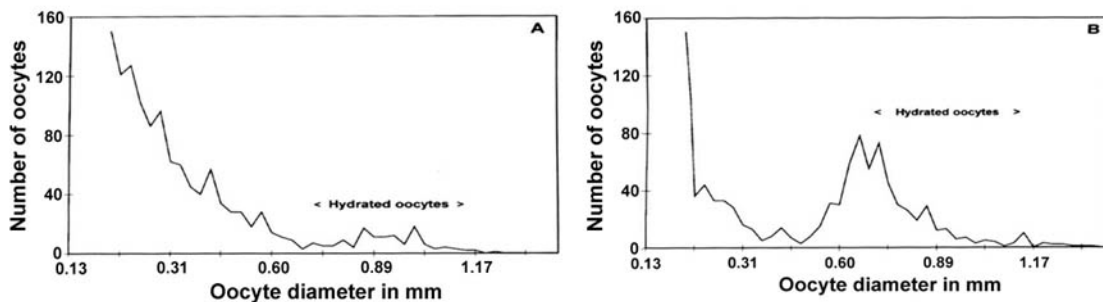 Number of oocytes
160
120
80
40
0
A
< Hydrated oocytes >
0.13 0.31 0.60 0.89 1.17
Oocyte diameter in mm
Number of oocytes
160
120
80
40
0
B
< Hydrated oocytes >
0.13 0.31 0.60 0.89 1.17
Oocyte diameter in mm